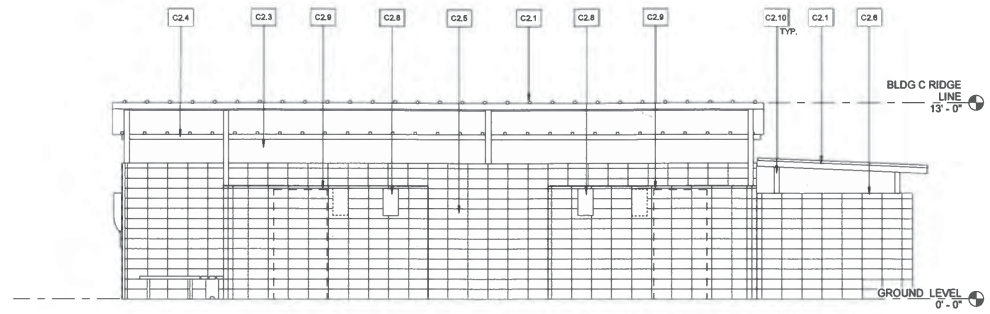 C2.4
C2.3
C2.9
C2.8
C2.5
C2.1
C2.8
C2.9
C2.10
C2.1
C2.6
TYP.
BLDG C RIDGE
LINE
13' - 0"
GROUND LEVEL
0' - 0"